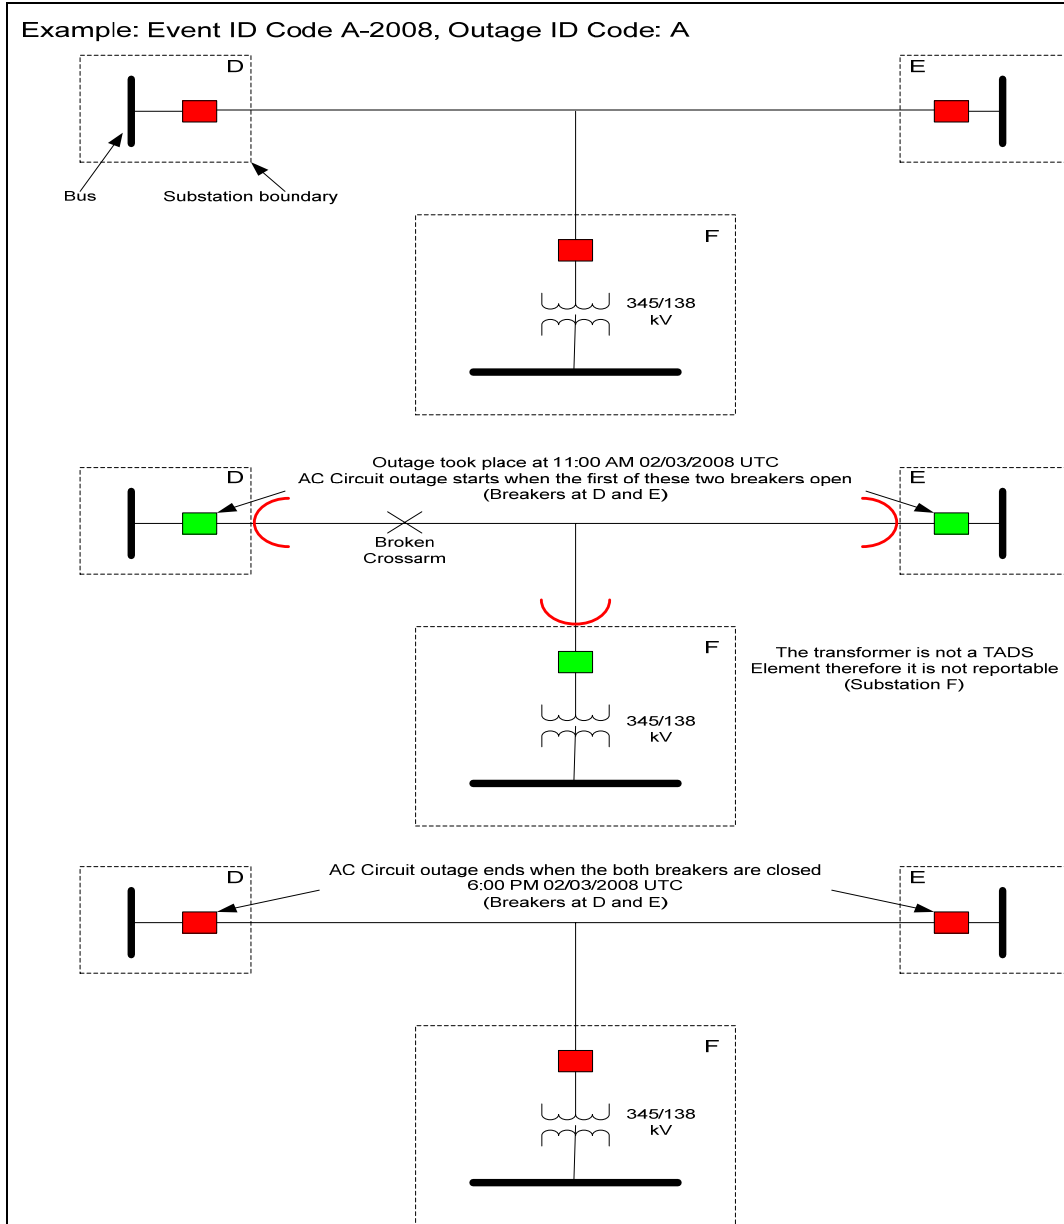 Example: Event ID Code A-2008, Outage ID Code: A
D
E
Bus
Substation boundary
F
345/138
kV
Outage took place at 11:00 AM 02/03/2008 UTC
AC Circuit outage starts when the first of these two breakers open
(Breakers at D and E)
D
E
Broken
Crossarm
F
The transformer is not a TADS
Element therefore it is not reportable
(Substation F)
345/138
kV
AC Circuit outage ends when the both breakers are closed
6:00 PM 02/03/2008 UTC
(Breakers at D and E)
D
E
F
345/138
kV